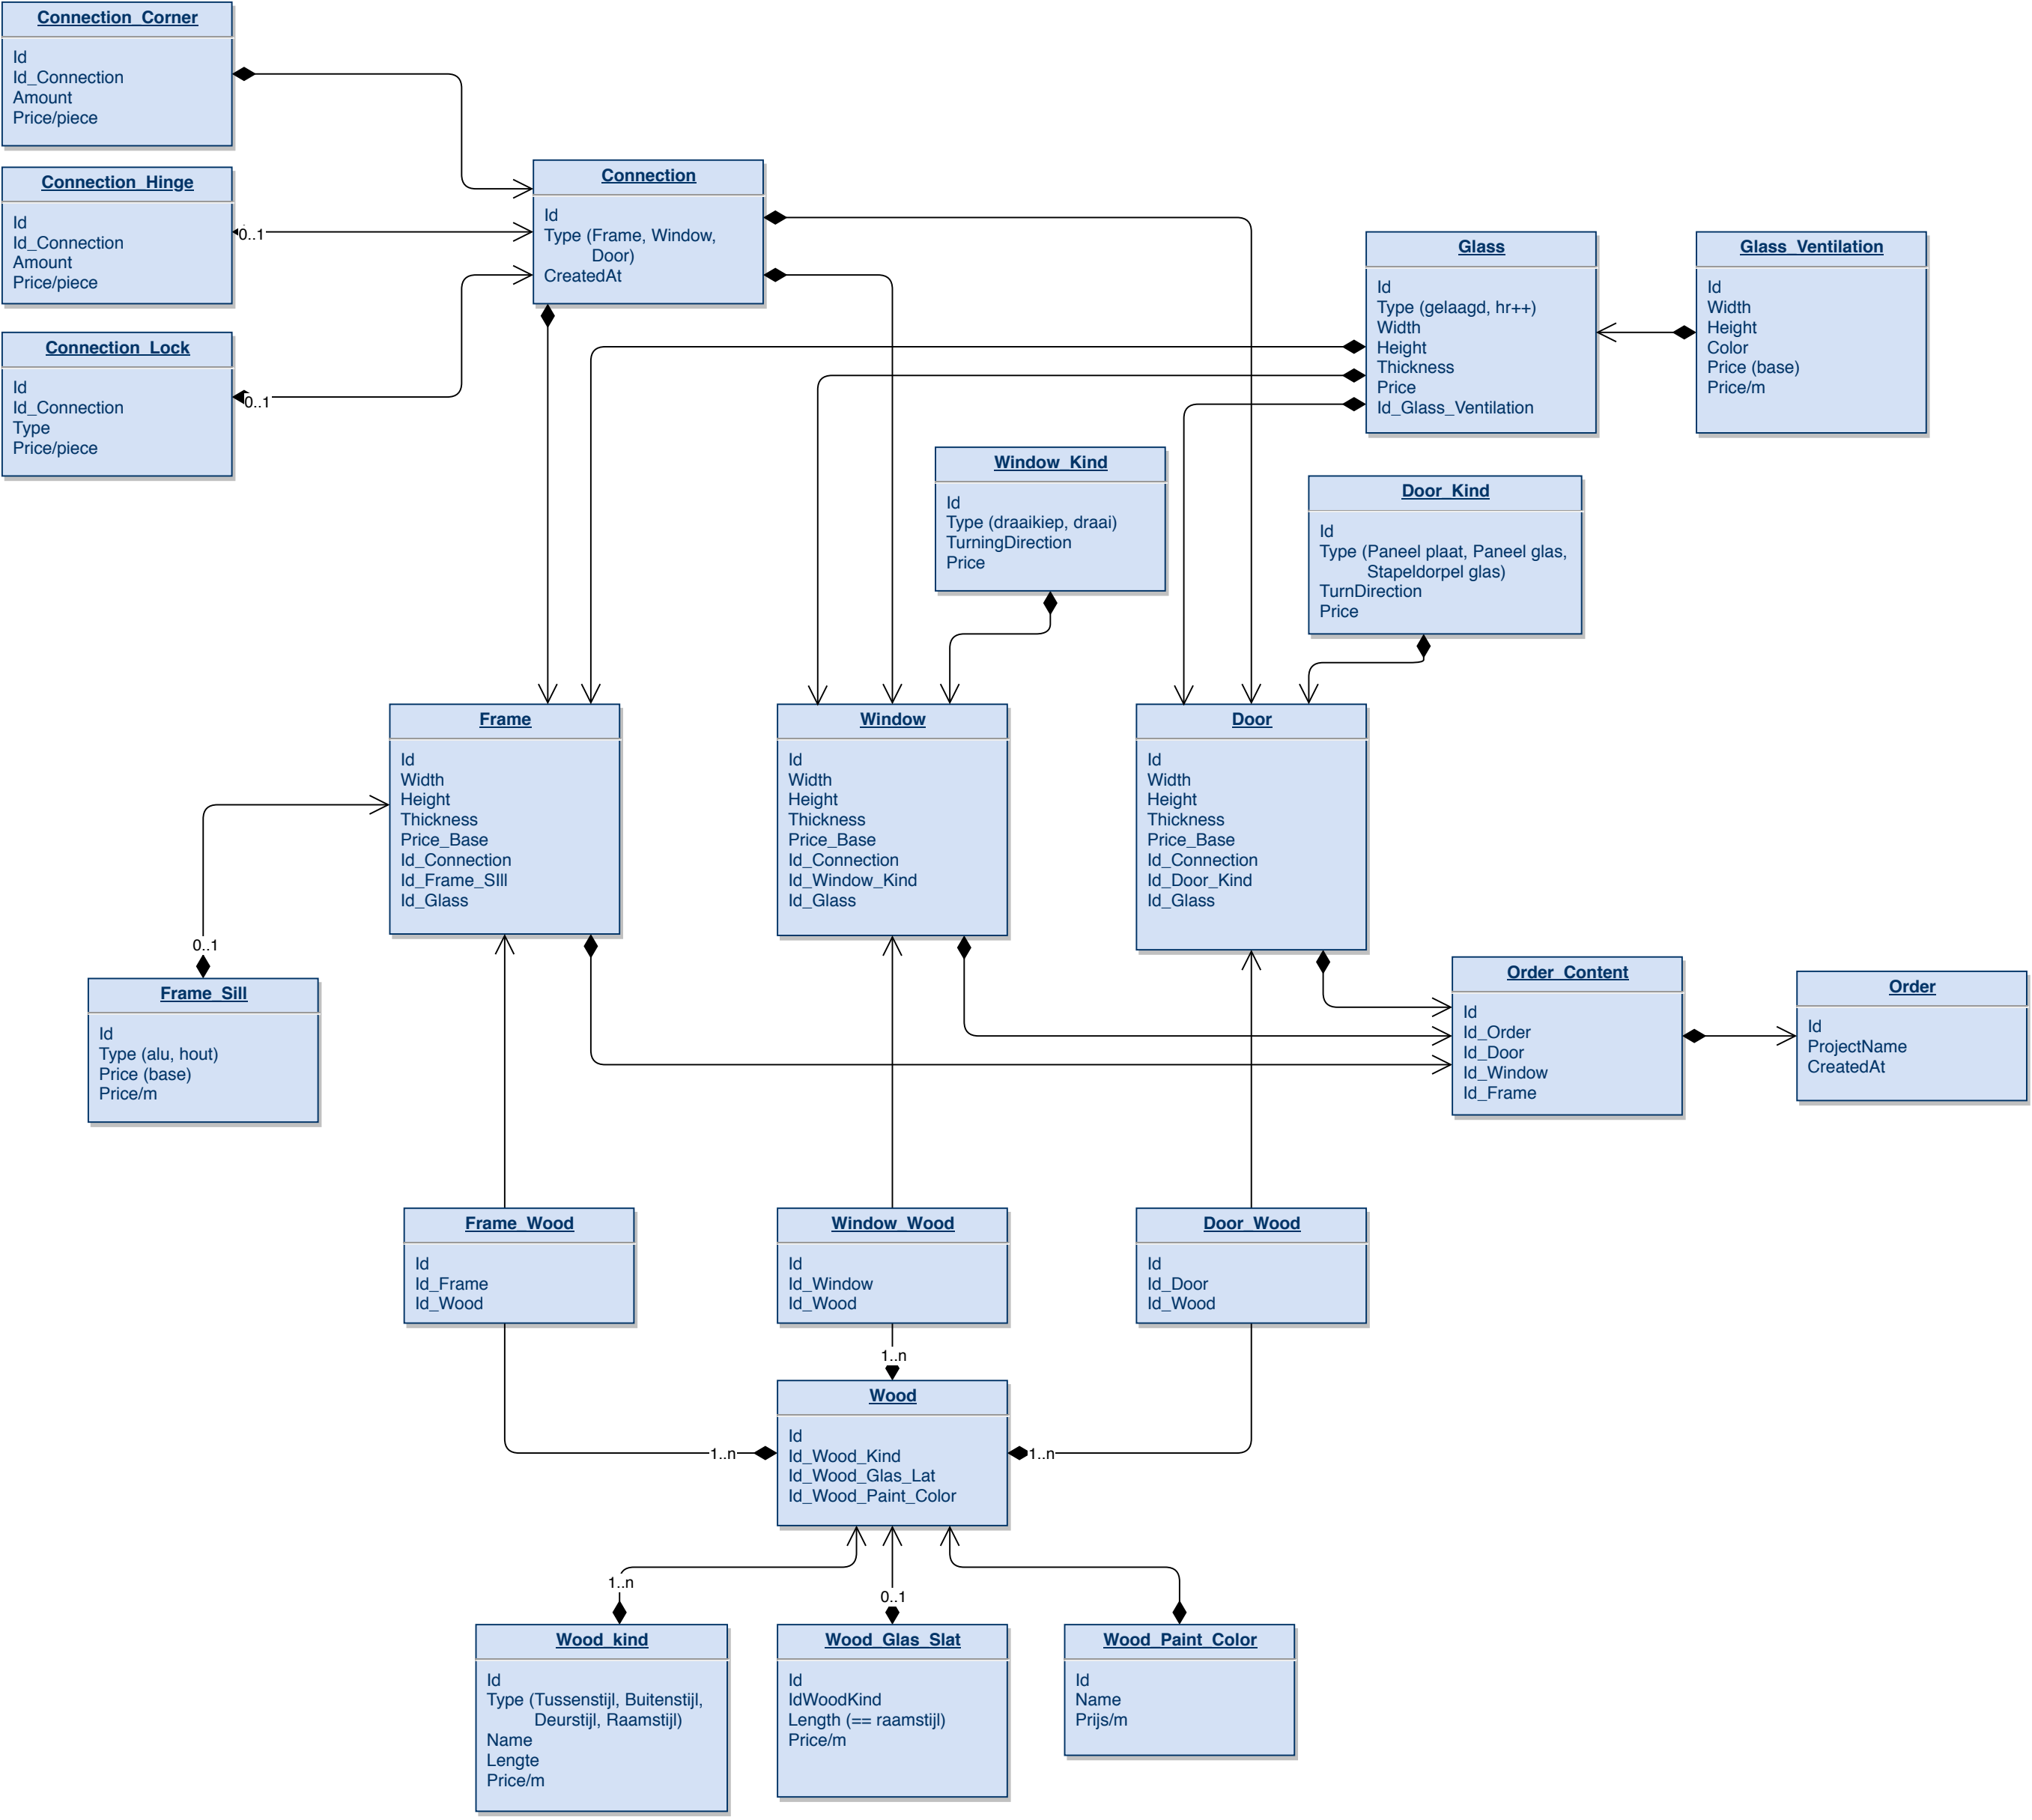 Connection_Corner
Id
Id_Connection
Amount
Price/piece
Connection_Hinge
Id
Id_Connection
Amount
Price/piece
0..1
Connection_Lock
Id
Id_Connection
Type
Price/piece
0..1
Connection
Id
Type (Frame, Window,
Door)
CreatedAt
Glass
Id
Type (gelaagd, hr++)
Width
Height
Thickness
Price
Id_Glass_Ventilation
Glass_Ventilation
Id
Width
Height
Color
Price (base)
Price/m
Window_Kind
Id
Type (draaikiep, draai)
TurningDirection
Price
Door_Kind
Id
Type (Paneel plaat, Paneel glas,
Stapeldorpel glas)
TurnDirection
Price
Frame
Id
Width
Height
Thickness
Price_Base
Id_Connection
Id_Frame_SIll
Id_Glass
Window
Id
Width
Height
Thickness
Price_Base
Id_Connection
Id_Window_Kind
Id_Glass
Door
Id
Width
Height
Thickness
Price_Base
Id_Connection
Id_Door_Kind
Id_Glass
0..1
Frame_Sill
Id
Type (alu, hout)
Price (base)
Price/m
Order_Content
Id
Id_Order
Id_Door
Id_Window
Id_Frame
Order
Id
ProjectName
CreatedAt
Frame_Wood
Id
Id_Frame
Id_Wood
Window_Wood
Id
Id_Window
Id_Wood
Door_Wood
Id
Id_Door
Id_Wood
1..n
1..n
1..n
Wood
Id
Id_Wood_Kind
Id_Wood_Glas_Lat
Id_Wood_Paint_Color
1..n
0..1
Wood_kind
Id
Type (Tussenstijl, Buitenstijl,
Deurstijl, Raamstijl)
Name
Lengte
Price/m
Wood_Glas_Slat
Id
IdWoodKind
Length (== raamstijl)
Price/m
Wood_Paint_Color
Id
Name
Prijs/m